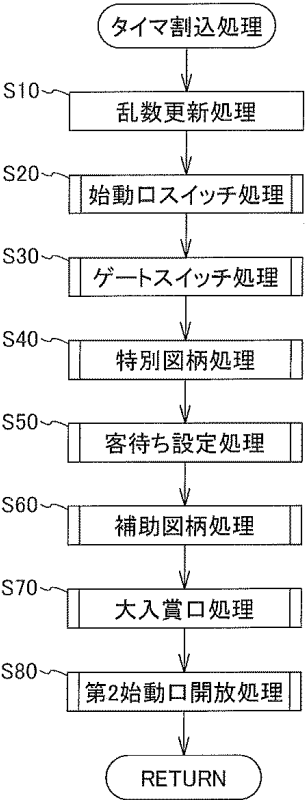 タイマ割込処理
S10
乱数更新処理
S20
始動口スイッチ処理
S30
ゲートスイッチ処理
S40
特別図柄処理
S50
客待ち設定処理
S60
補助図柄処理
S70
大入賞口処理
S80
第2始動口開放処理
RETURN